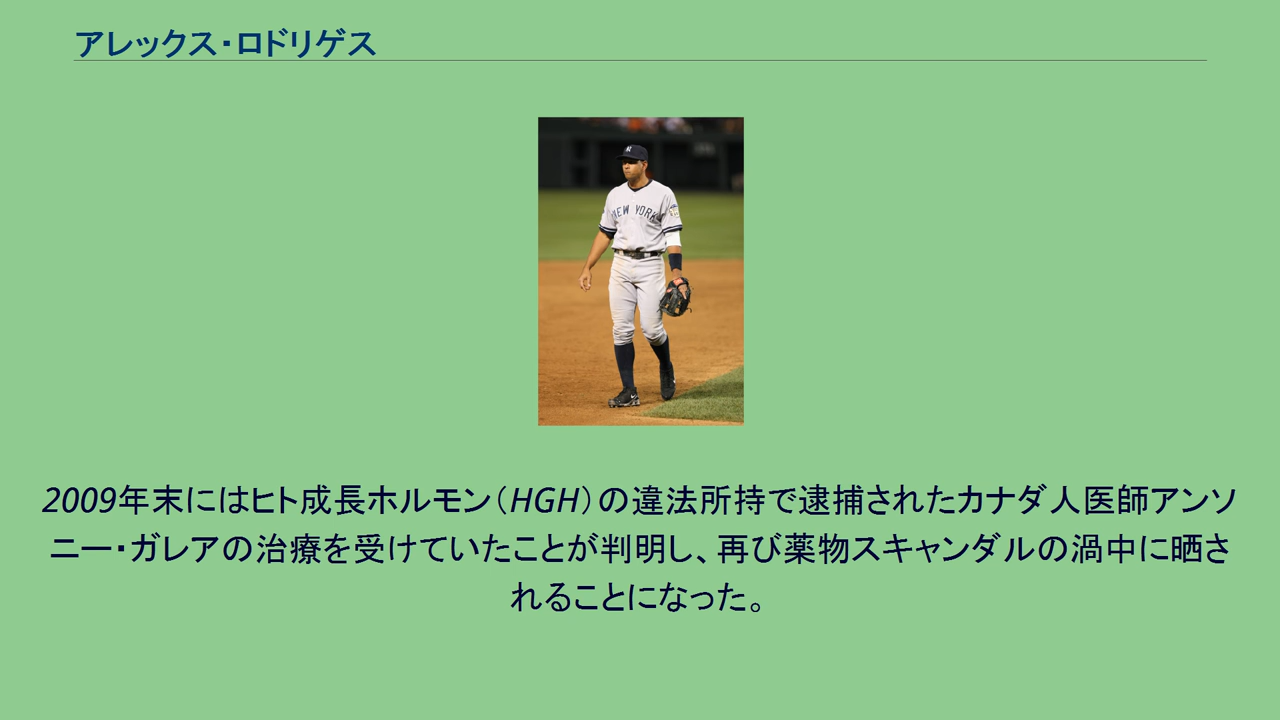 アレックス・ロドリゲス
NEW YORK
2009年末にはヒト成長ホルモン（HGH）の違法所持で逮捕されたカナダ人医師アンソ
ニー・ガレアの治療を受けていたことが判明し、再び薬物スキャンダルの渦中に晒さ
れることになった。